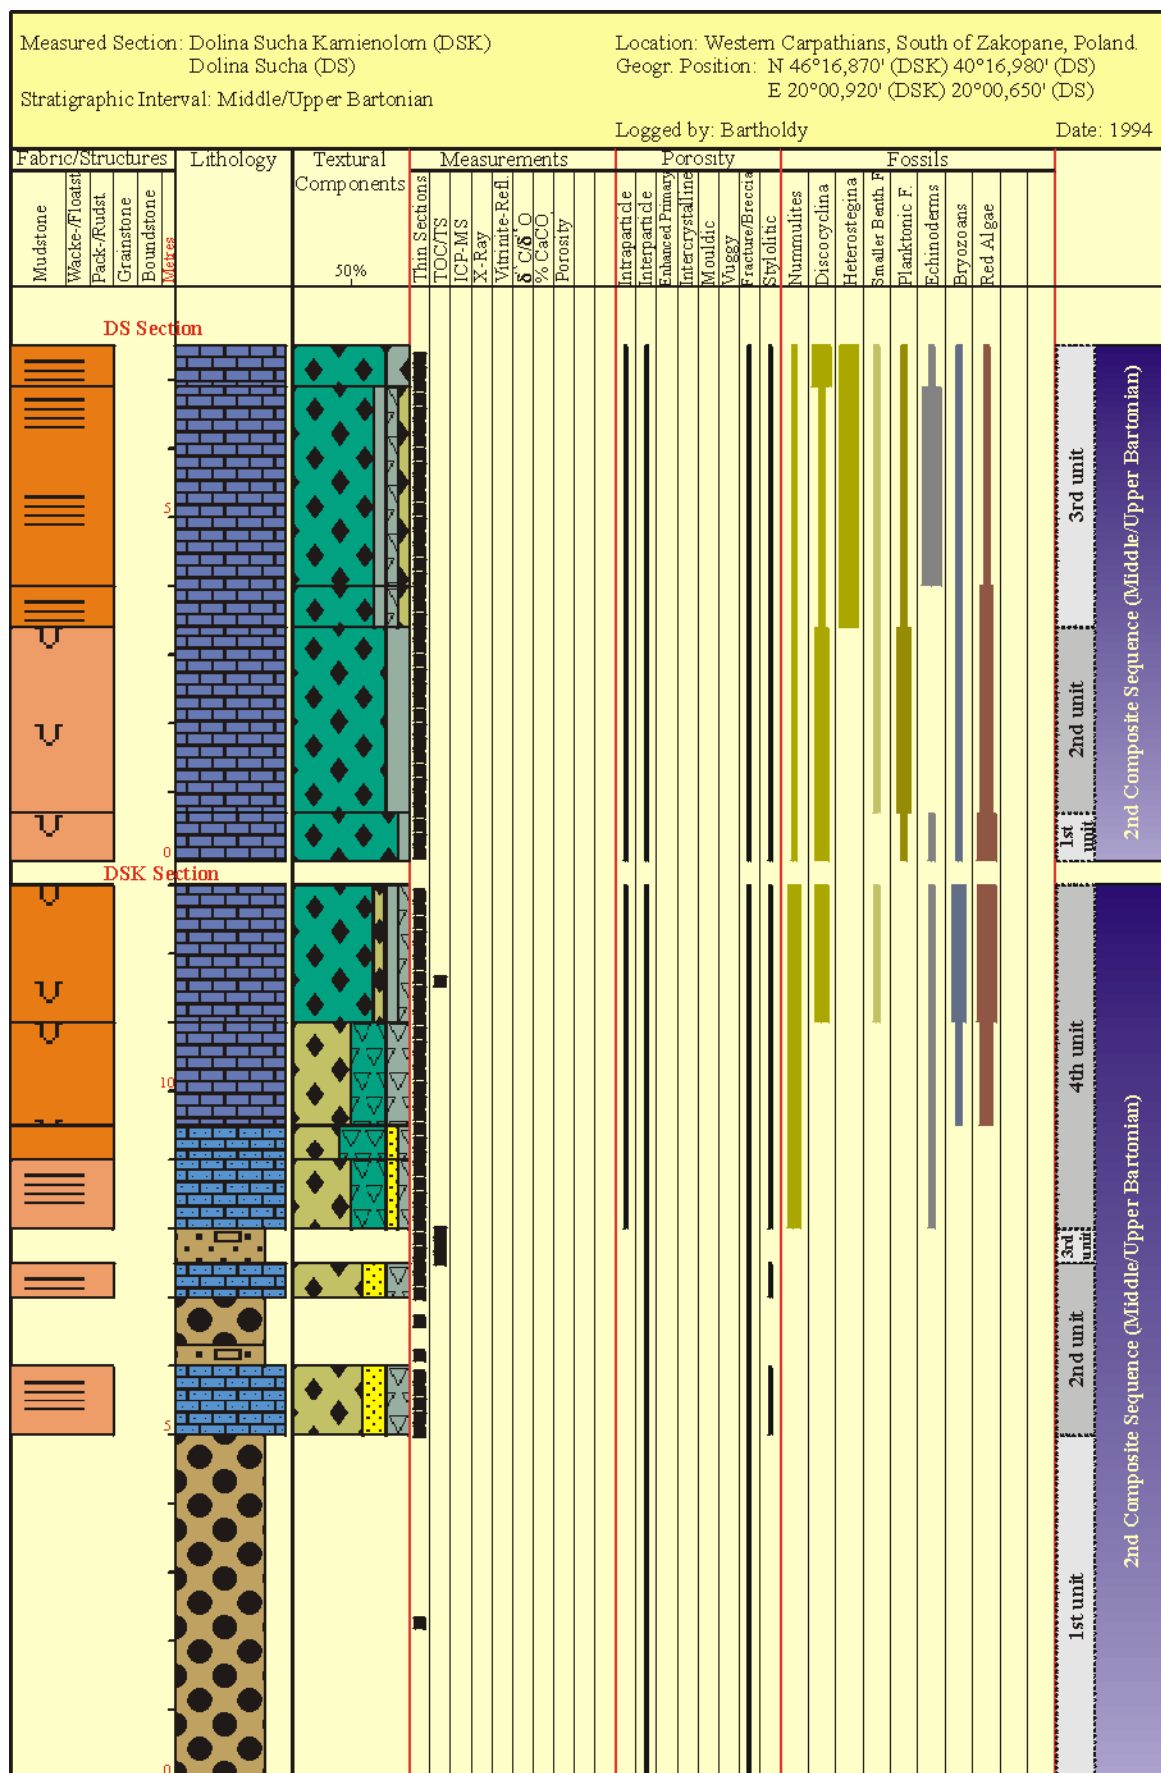 Measured Section: Dolina Sucha Kamienolom (DSK)
Dolina Sucha (DS)
Stratigraphic Interval: Middle/Upper Bartonian
Location: Western Carpathians, South of Zakopane, Poland.
Geogr. Position: N 46°16,870' (DSK) 40°16,980' (DS)
E 20°00,920' (DSK) 20°00,650' (DS)
Logged by: Bartholdy
Date: 1994
Fabric/Structures
Lithology
Textural
Components
50%
Measurements
Porosity
Fossils
Mudstone
Wacke-/Floatst
Pack-/Rudst.
Grainstone
Boundstone
Metres
Thin Sections
TOC/TS
ICP-MS
X-Ray
Vitrinite-Refl.
% CaCO
Porosity
Intraparticle
Interparticle
Enhanced Primary
Intercrystalline
Mouldic
Vuggy
Fracture/Breccia
Stylolitic
Nummulites
Discocyclina
Heterostegina
Smaller Benth F
Planktonic F.
Echinoderms
Bryozoans
Red Algae
DS Section
5
0
3rd unit
2nd unit
1st
unit
2nd Composite Sequence (Middle/Upper Bartonian)
DSK Section
10
5
0
4th unit
3rd
unit
2nd unit
1st unit
2nd Composite Sequence (Middle/Upper Bartonian)